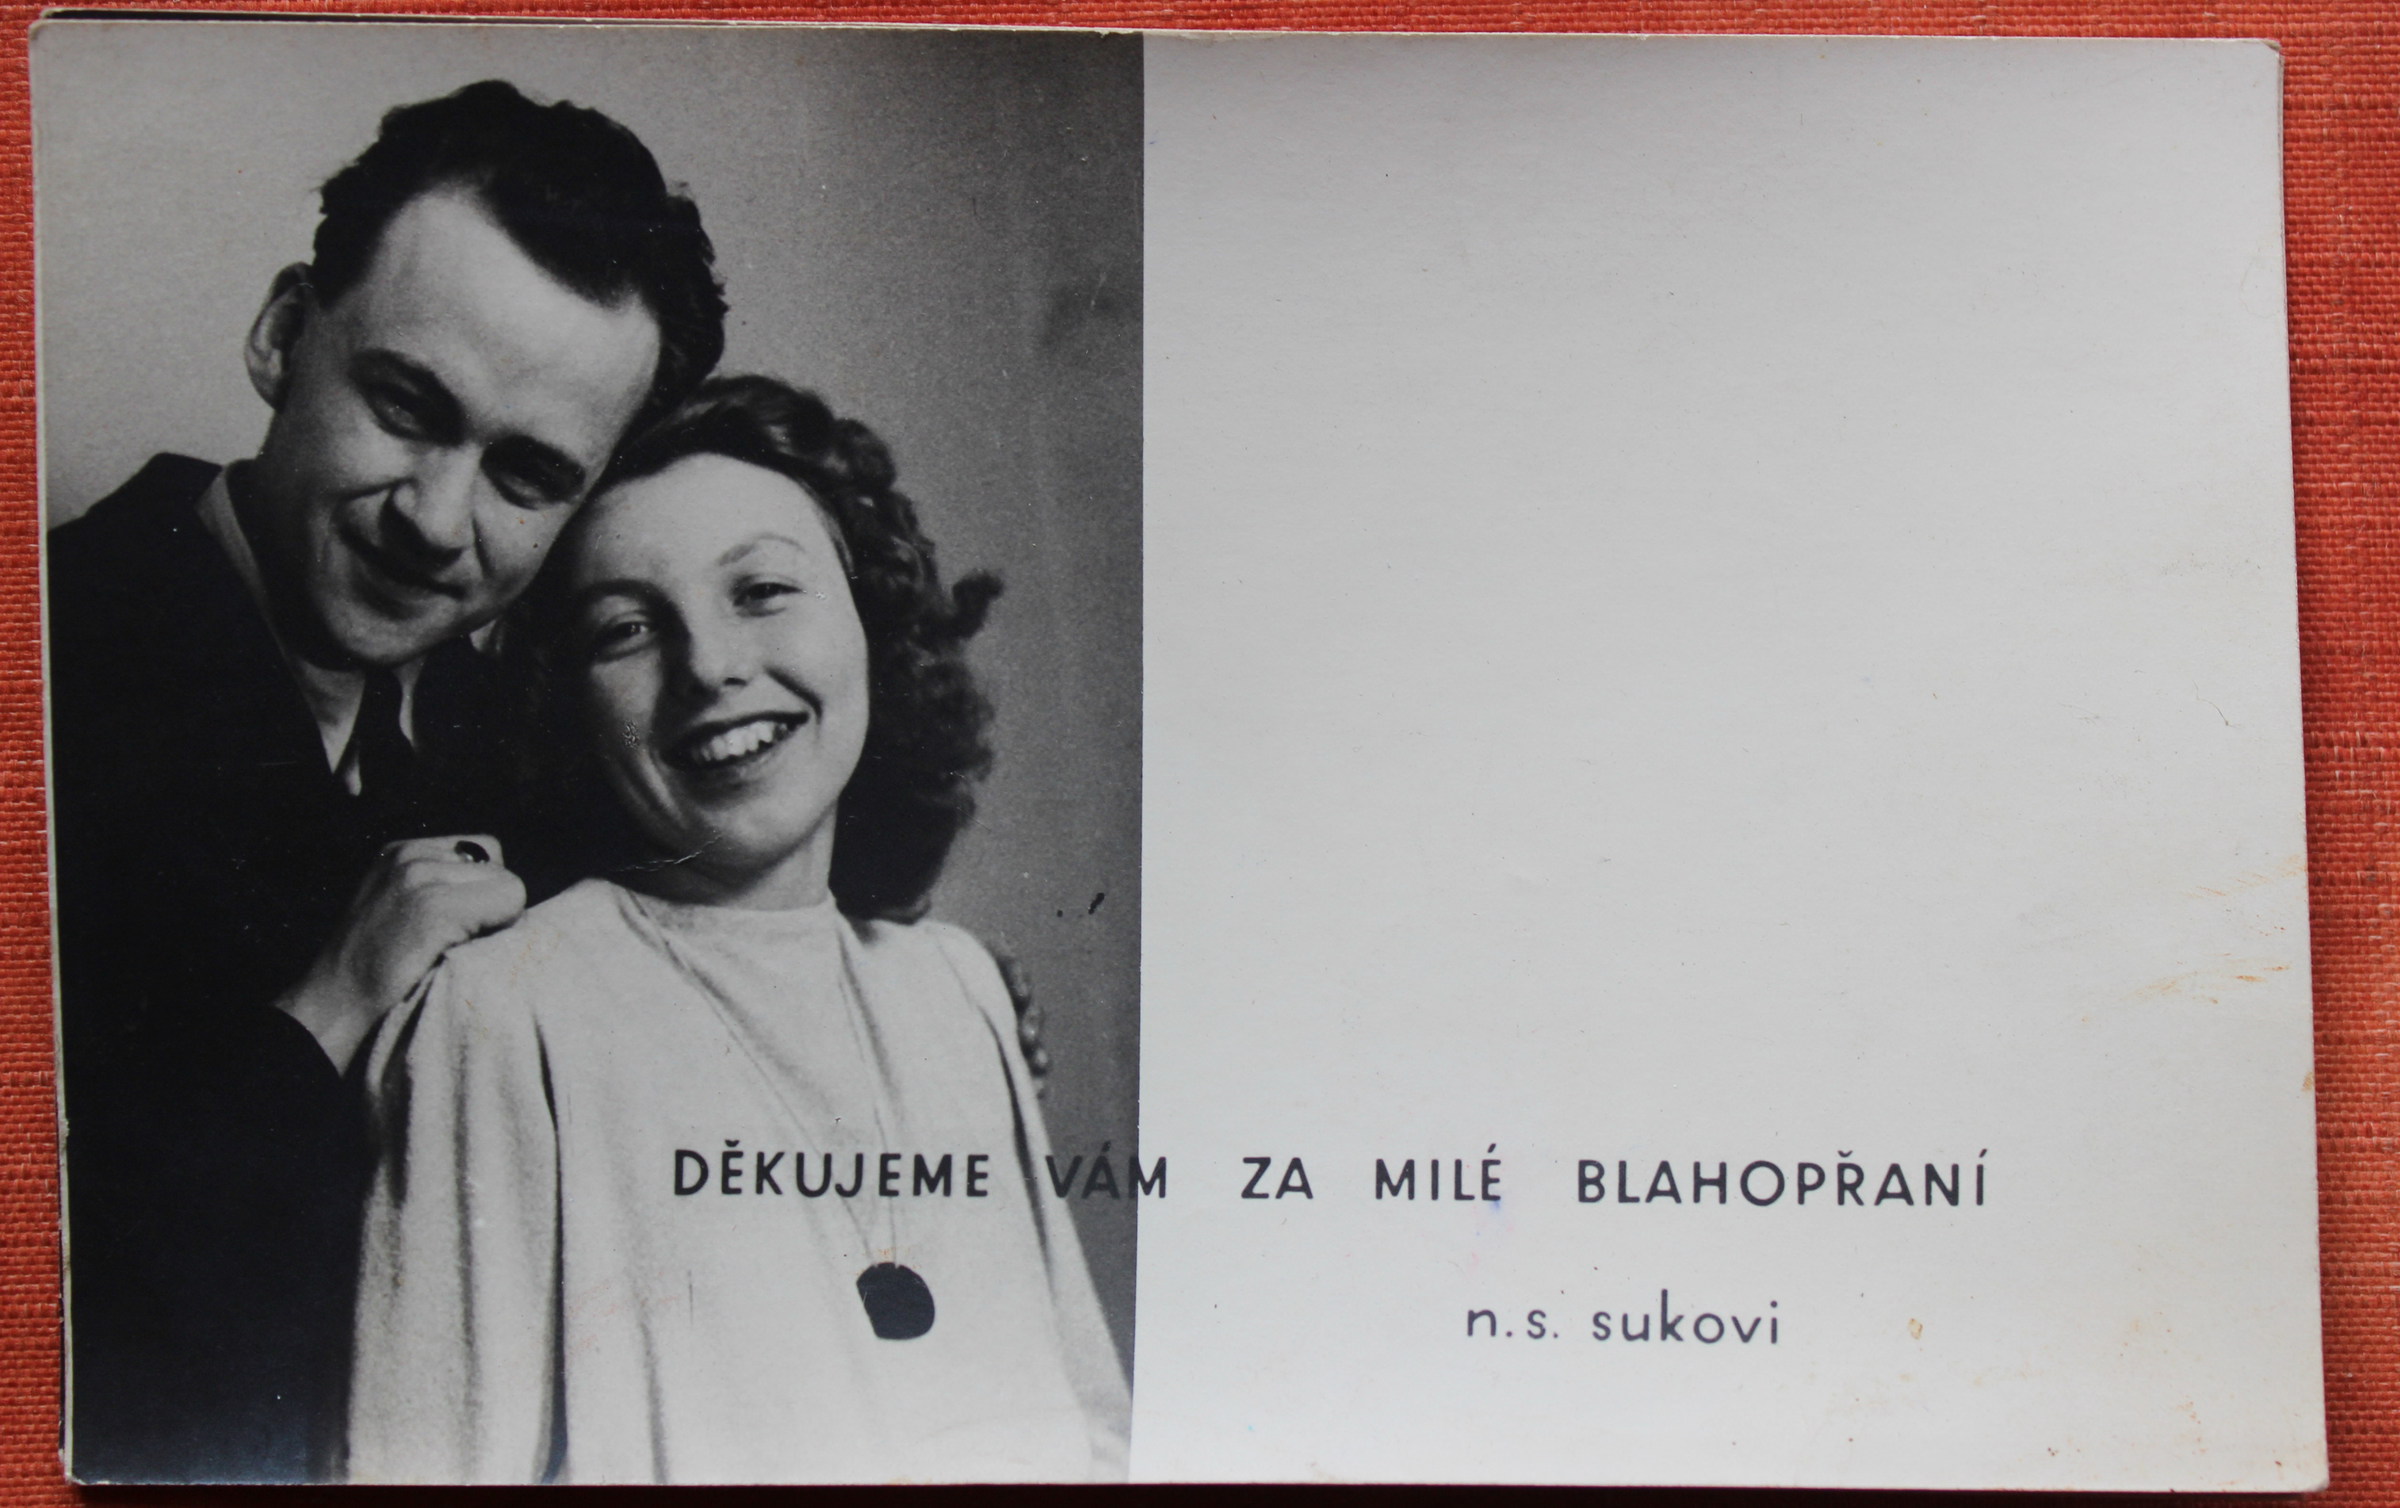 DĚKUJEME VÁM ZA MILÉ BLAHOPŘANÍ
n.s. sukovi